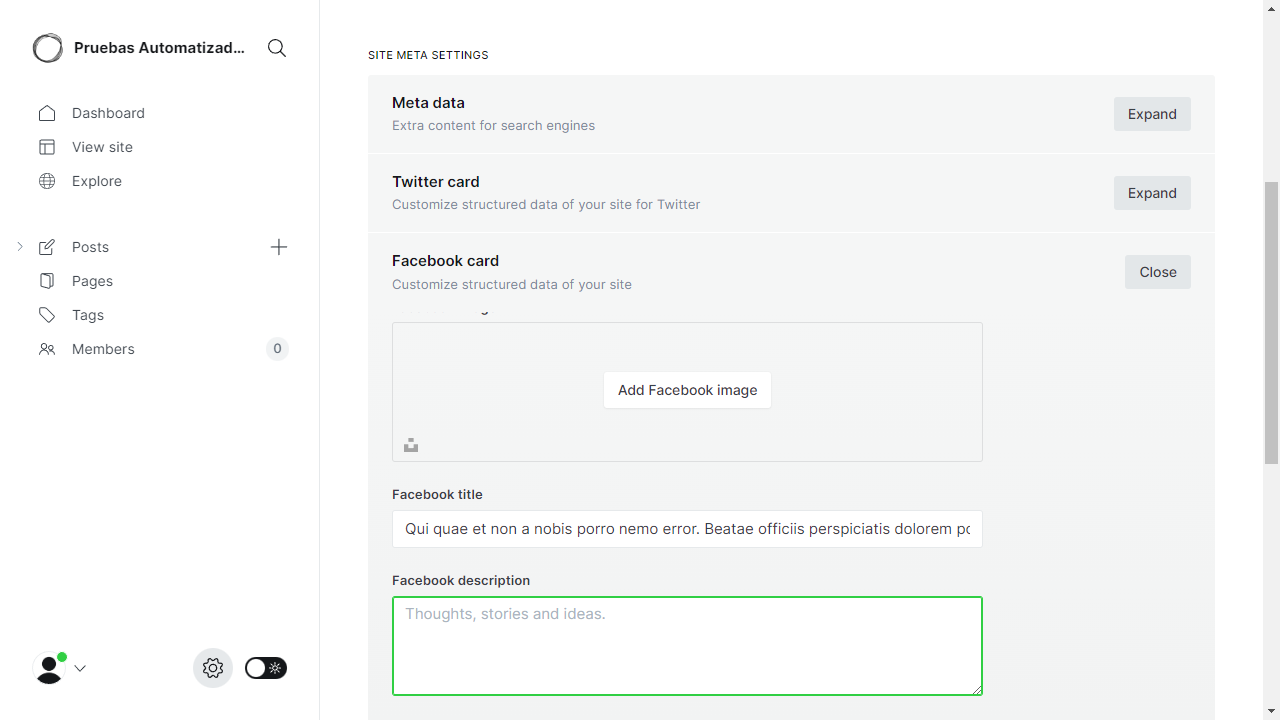 Pruebas Automatizad...
Dashboard
View site
Explore
Posts
Pages
Tags
Members
0
SITE META SETTINGS
Meta data
Extra content for search engines
Expand
Twitter card
Customize structured data of your site for Twitter
Expand
Facebook card
Customize structured data of your site
Close
Add Facebook image
Facebook title
Qui quae et non a nobis porro nemo error. Beatae officiis perspiciatis dolorem
Facebook description
Thoughts, stories and ideas.